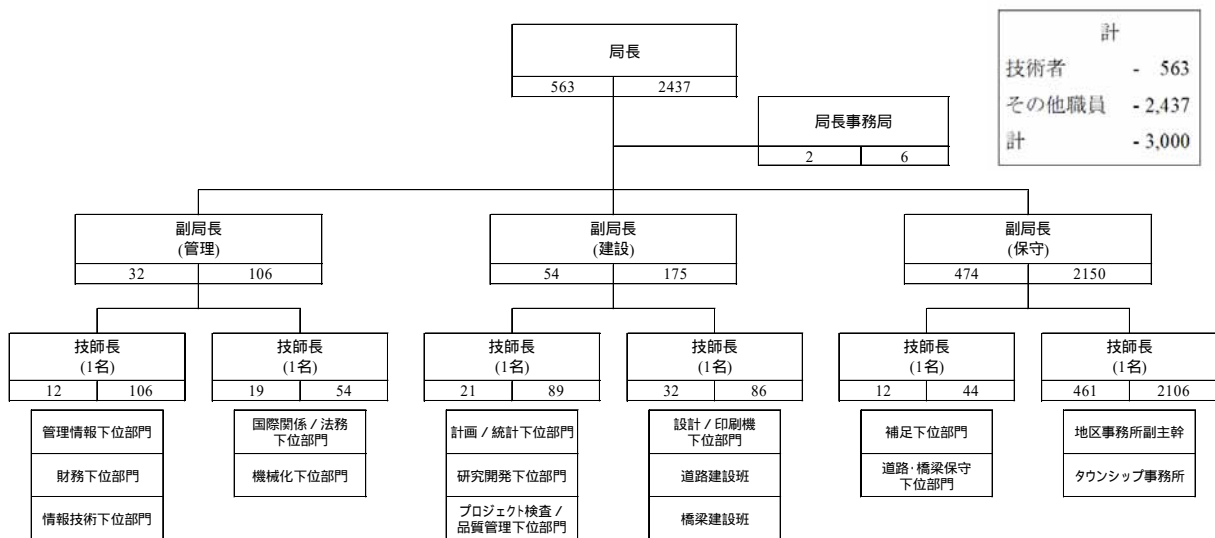 局長
563 2437
計
技術者 - 563
その他職員 - 2,437
計 - 3,000
局長事務局
2 6
副局長
(管理)
32 106
副局長
(建設)
54 175
副局長
(保守)
474 2150
技師長
(1名)
12 106
技師長
(1名)
19 54
技師長
(1名)
21 89
技師長
(1名)
32 86
技師長
(1名)
12 44
技師長
(1名)
461 2106
管理情報下位部門
財務下位部門
情報技術下位部門
国際関係 / 法務
下位部門
機械化下位部門
計画 / 統計下位部門
研究開発下位部門
プロジェクト検査 /
品質管理下位部門
設計 / 印刷機
下位部門
道路建設班
橋梁建設班
補足下位部門
道路・橋梁保守
下位部門
地区事務所副主幹
タウンシップ事務所